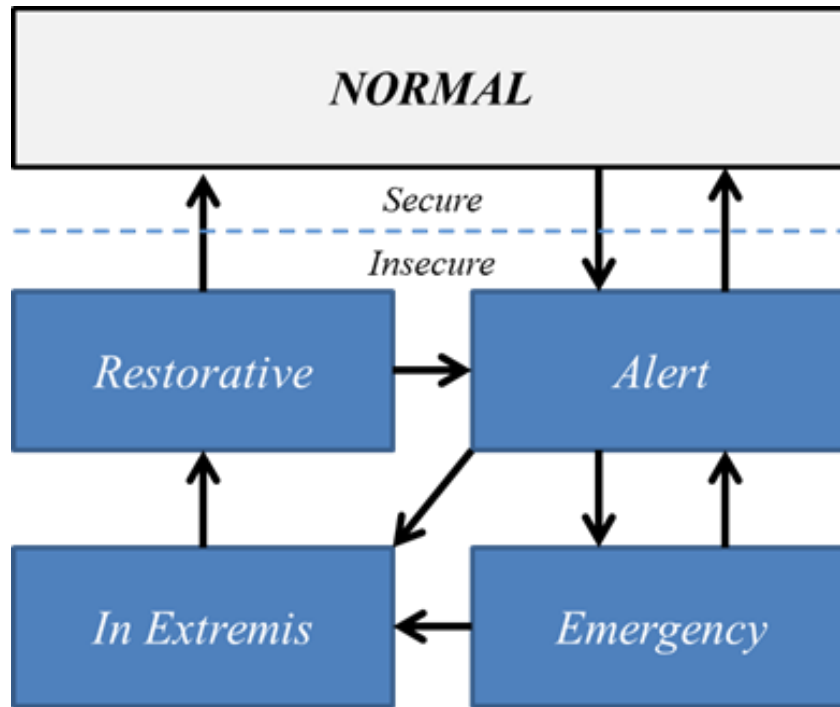 NORMAL
Secure
Insecure
Restorative
Alert
In Extremis
Emergency